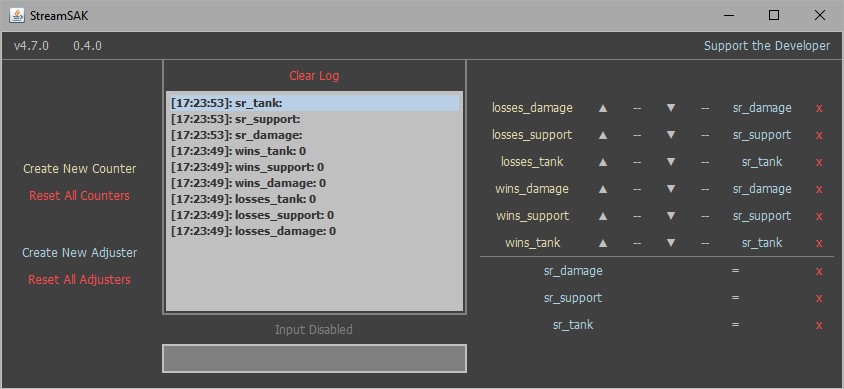 StreamSAK
v4.7.0 0.4.0 Support the Developer
Clear Log
[17:23:53]: sr_tank:
[17:23:53]: sr_support:
[17:23:53]: sr_damage:
[17:23:49]: wins_tank: 0
[17:23:49]: wins_support: 0
[17:23:49]: wins_damage: 0
[17:23:49]: losses_tank: 0
[17:23:49]: losses_support: 0
[17:23:49]: losses_damage: 0
Create New Counter
Reset All Counters
Create New Adjuster
Reset All Adjusters
Input Disabled
losses_damage ▲ -- ▼ -- sr_damage x
losses_support ▲ -- ▼ -- sr_support x
losses_tank ▲ -- ▼ -- sr_tank x
wins_damage ▲ -- ▼ -- sr_damage x
wins_support ▲ -- ▼ -- sr_support x
wins_tank ▲ -- ▼ -- sr_tank x
sr_damage = x
sr_support = x
sr_tank = x